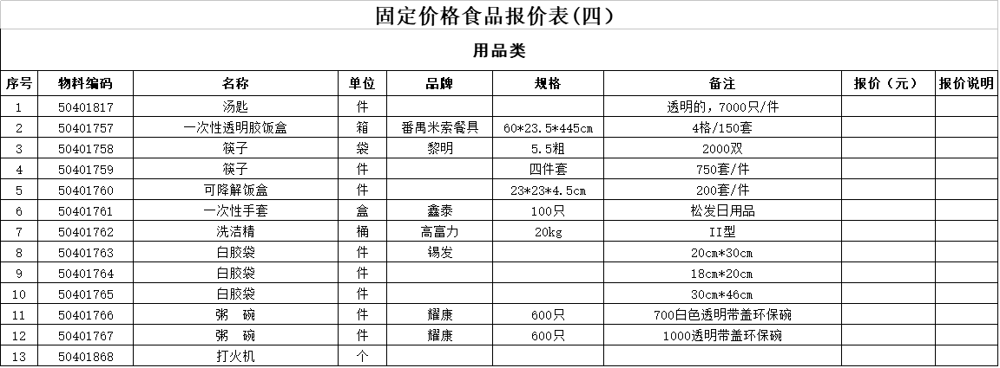 固定价格食品报价表(四）
用品类
序号 物料编码 名称 单位 品牌 规格 备注 报价（元） 报价说明
1 50401817 汤匙 件 透明的，7000只/件
2 50401757 一次性透明胶饭盒 箱 番禺米索餐具 60*23.5*445cm 4格/150套
3 50401758 筷子 袋 黎明 5.5粗 2000双
4 50401759 筷子 件 四件套 750套/件
5 50401760 可降解饭盒 件 23*23*4.5cm 200套/件
6 50401761 一次性手套 盒 鑫泰 100只 松发日用品
7 50401762 洗洁精 桶 高富力 20kg II型
8 50401763 白胶袋 件 锡发 20cm*30cm
9 50401764 白胶袋 件 18cm*20cm
10 50401765 白胶袋 件 30cm*46cm
11 50401766 粥 碗 件 耀康 600只 700白色透明带盖环保碗
12 50401767 粥 碗 件 耀康 600只 1000透明带盖环保碗
13 50401868 打火机 个